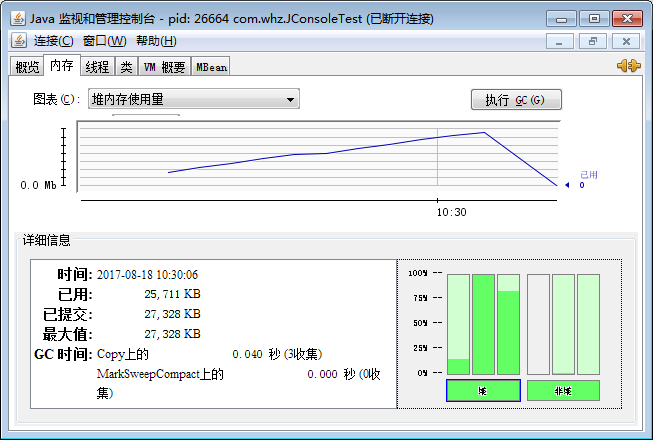 Java 监视和管理控制台 - pid: 26664 com.whz.JConsoleTest (已断开连接)
连接(C) 窗口(W) 帮助(H)
概览 内存 线程 类 VM 概要 MBean
图表(C): 堆内存使用量 执行 GC(G)
0.0 Mb
已用
0
10:30
详细信息
时间: 2017-08-18 10:30:06
已用: 25,711 KB
已提交: 27,328 KB
最大值: 27,328 KB
GC 时间: Copy上的 0.040 秒 (3收集)
MarkSweepCompact上的 0.000 秒 (0收
集)
100%
75%
50%
25%
0%
堆 非堆